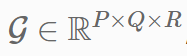 𝓖 ∈ ℝ^{P×Q×R}